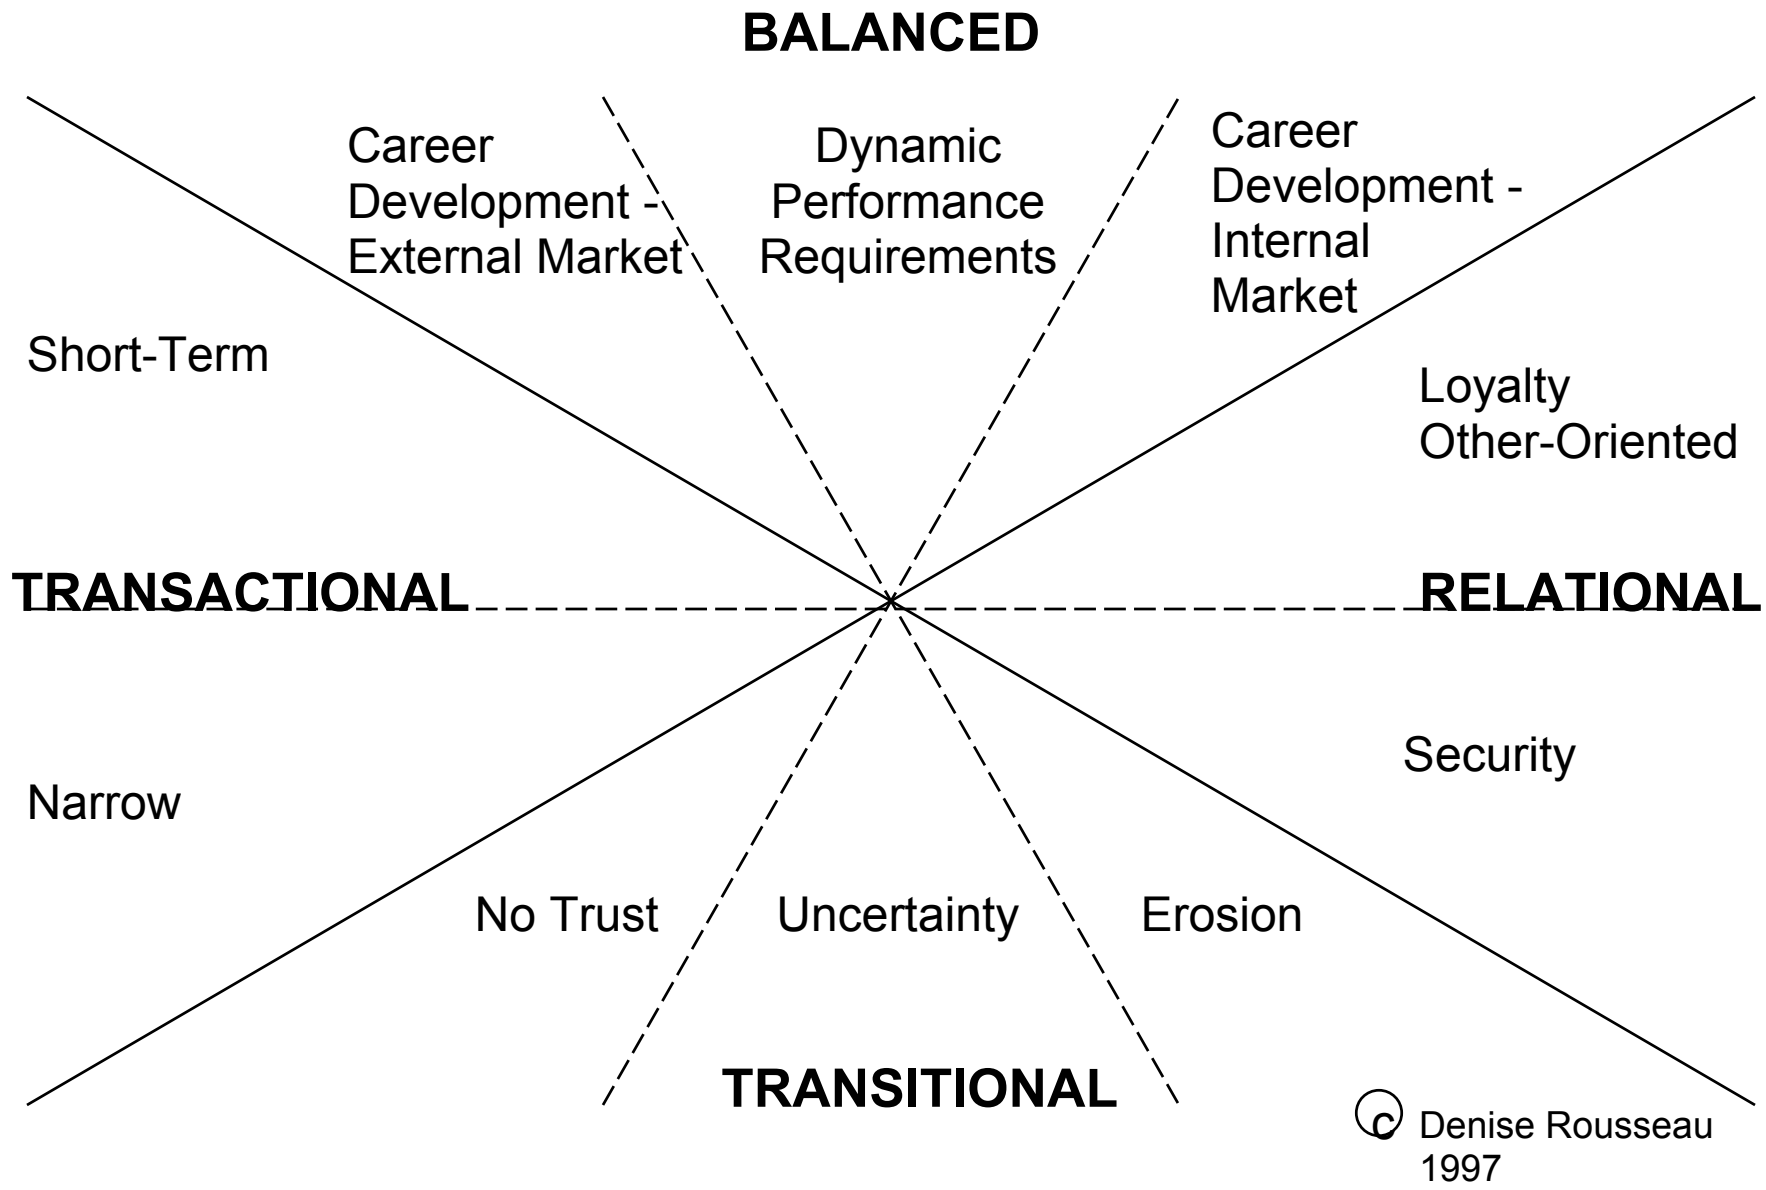 BALANCED
Career
Development -
External Market
Dynamic
Performance
Requirements
Career
Development -
Internal
Market
Short-Term
Loyalty
Other-Oriented
TRANSACTIONAL
RELATIONAL
Narrow
Security
No Trust
Uncertainty
Erosion
TRANSITIONAL
c Denise Rousseau
1997